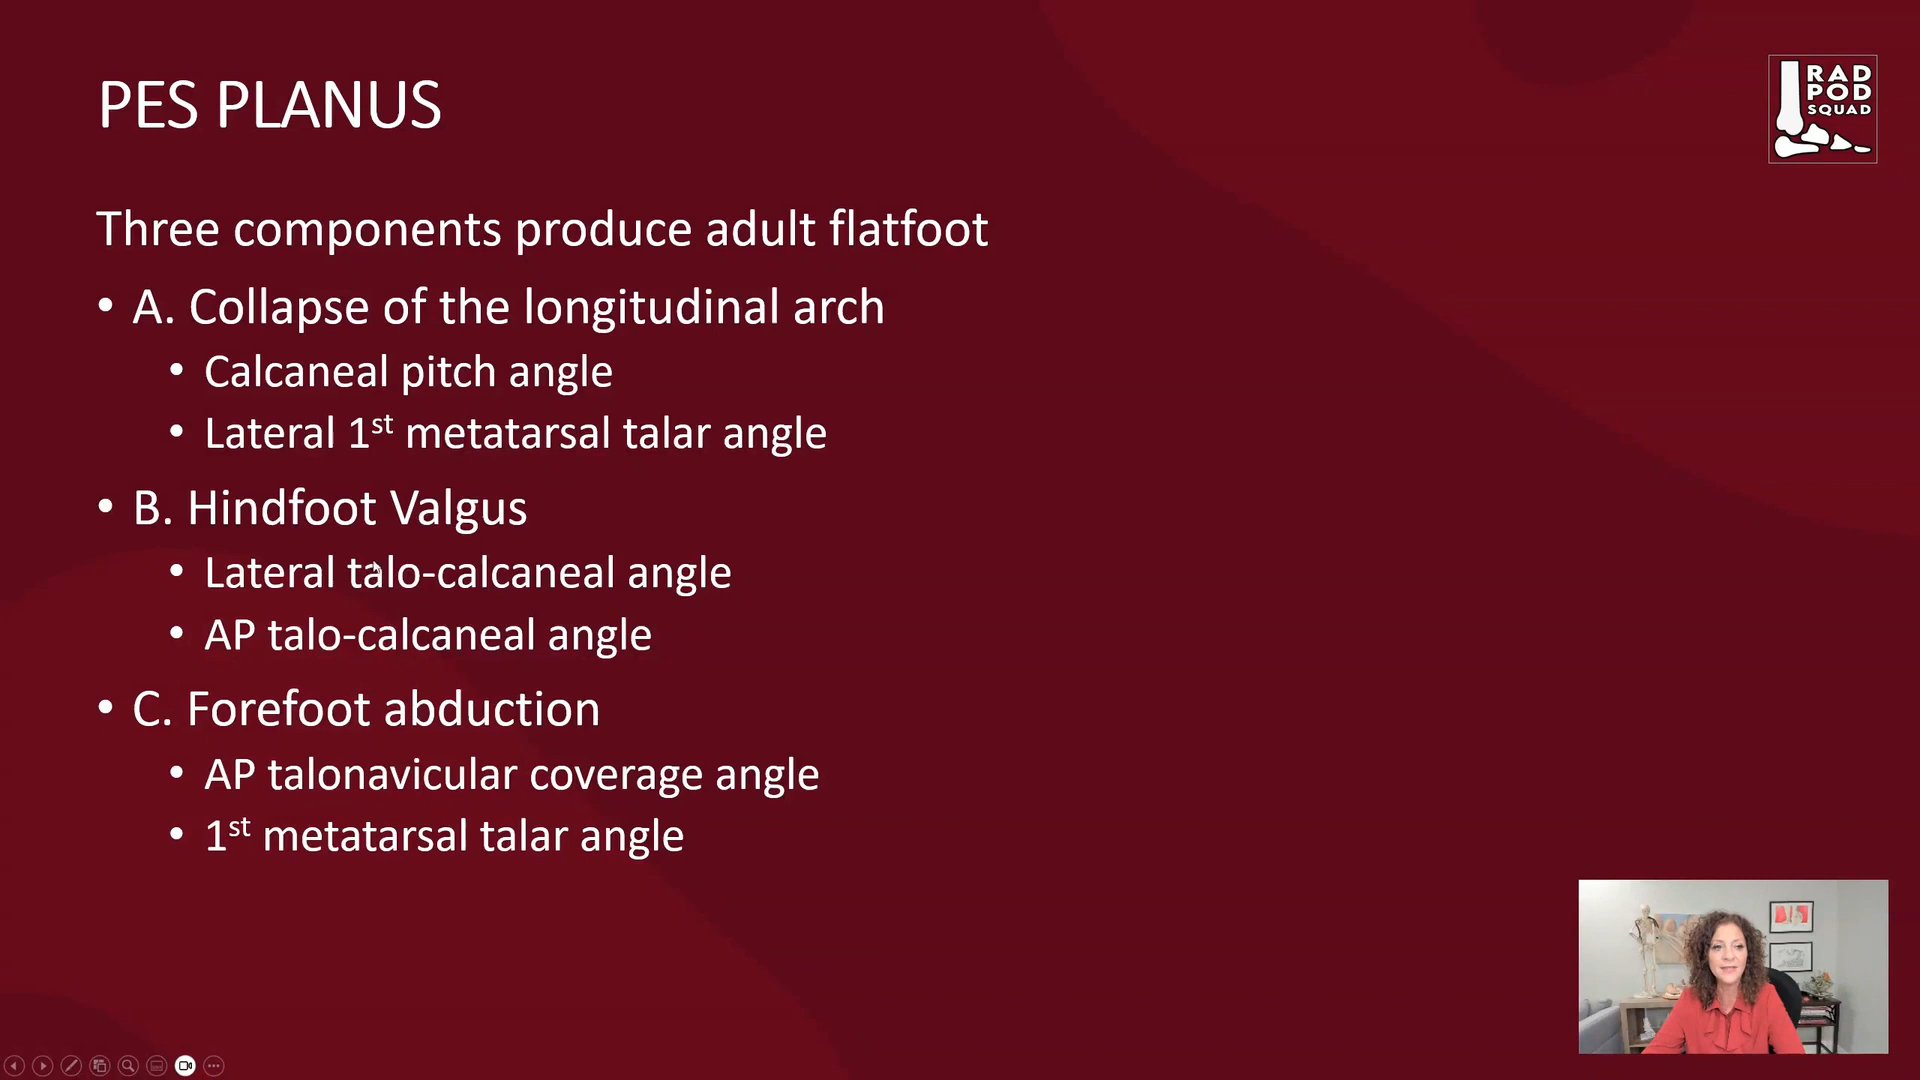 PES PLANUS
RAD
POD
SQUAD
Three components produce adult flatfoot
• A. Collapse of the longitudinal arch
• Calcaneal pitch angle
• Lateral 1st metatarsal talar angle
• B. Hindfoot Valgus
• Lateral talo-calcaneal angle
• AP talo-calcaneal angle
• C. Forefoot abduction
• AP talonavicular coverage angle
• 1st metatarsal talar angle